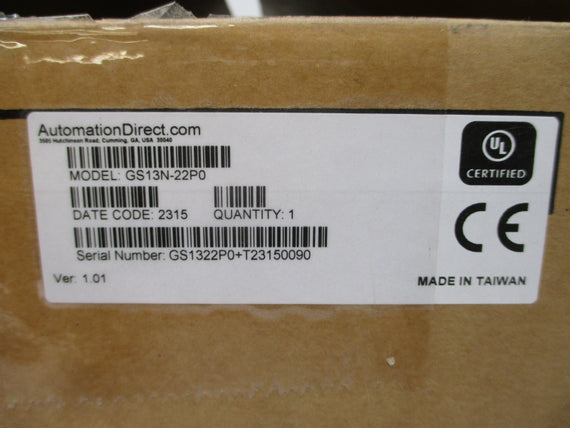 AutomationDirect.com
3505 Hutchinson Road, Cumming, GA, USA 30040
MODEL: GS13N-22P0
DATE CODE: 2315 QUANTITY: 1
Serial Number: GS1322P0+T23150090
Ver: 1.01
UL
CERTIFIED
CE
MADE IN TAIWAN